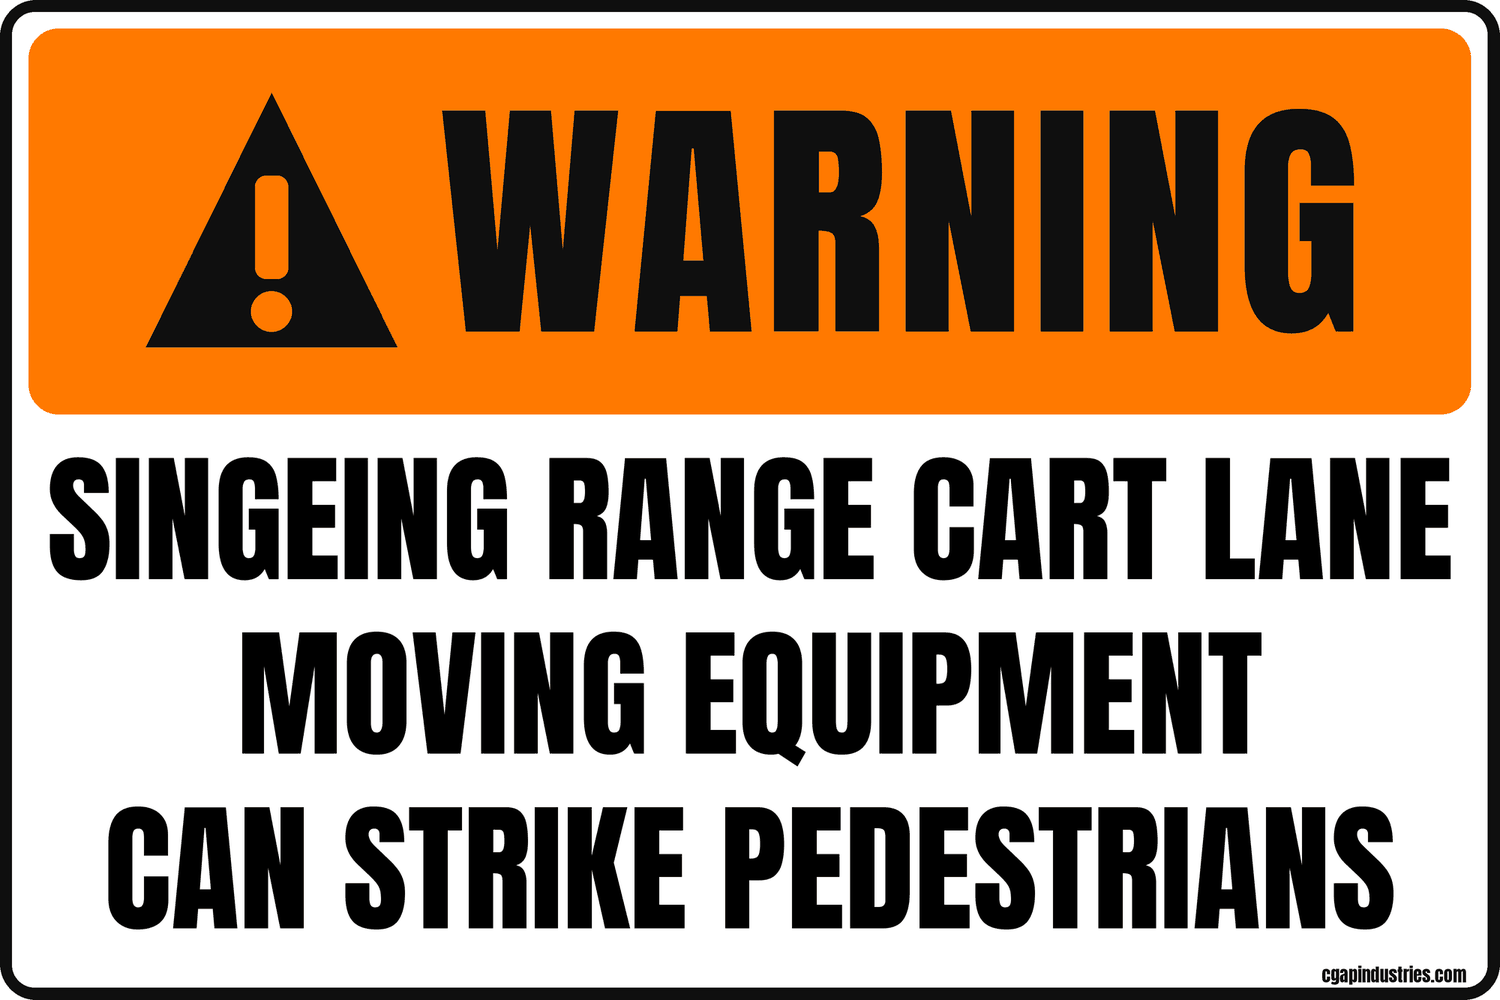 WARNING
SINGEING RANGE CART LANE
MOVING EQUIPMENT
CAN STRIKE PEDESTRIANS
cgapindustries.com